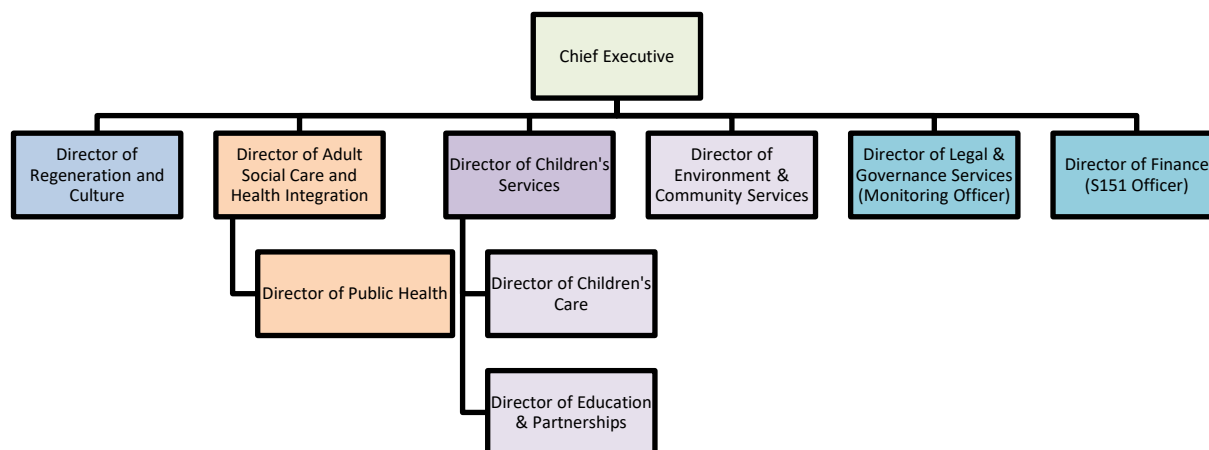 Chief Executive
Director of
Regeneration and
Culture
Director of Adult
Social Care and
Health Integration
Director of Children's
Services
Director of
Environment &
Community Services
Director of Legal &
Governance Services
(Monitoring Officer)
Director of Finance
(S151 Officer)
Director of Public Health
Director of Children's
Care
Director of Education
& Partnerships